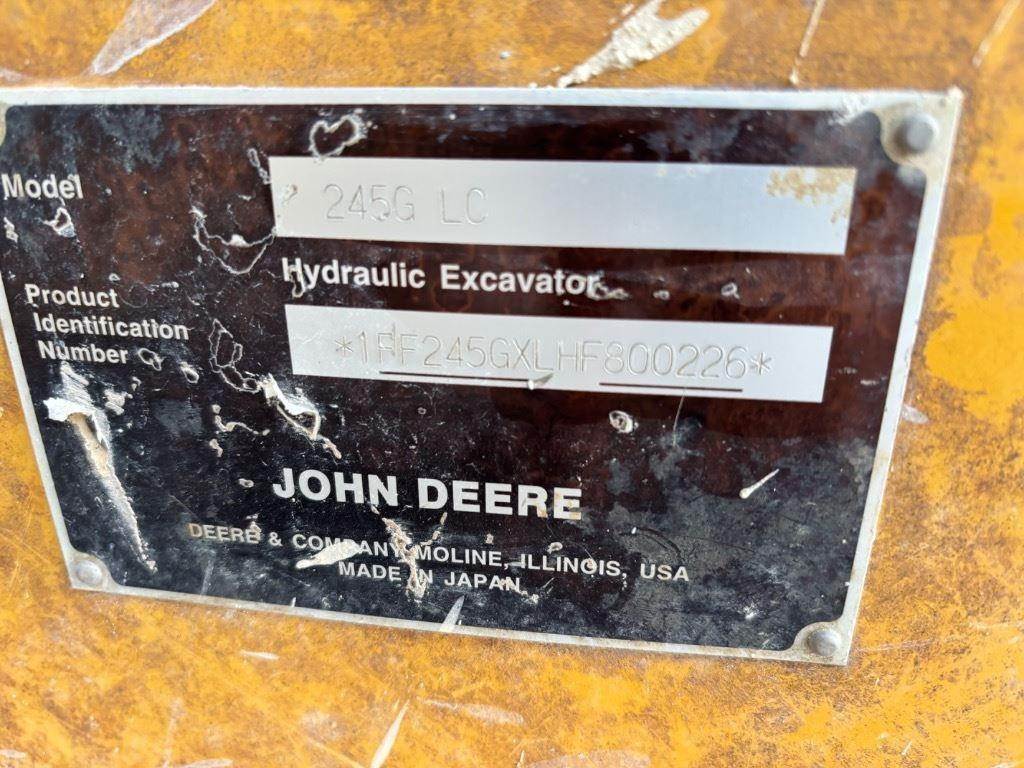 Model
245G LC
Hydraulic Excavator
Product
Identification
Number
*1FF245GXLHF800226*
JOHN DEERE
DEERE & COMPANY, MOLINE, ILLINOIS, USA
MADE IN JAPAN